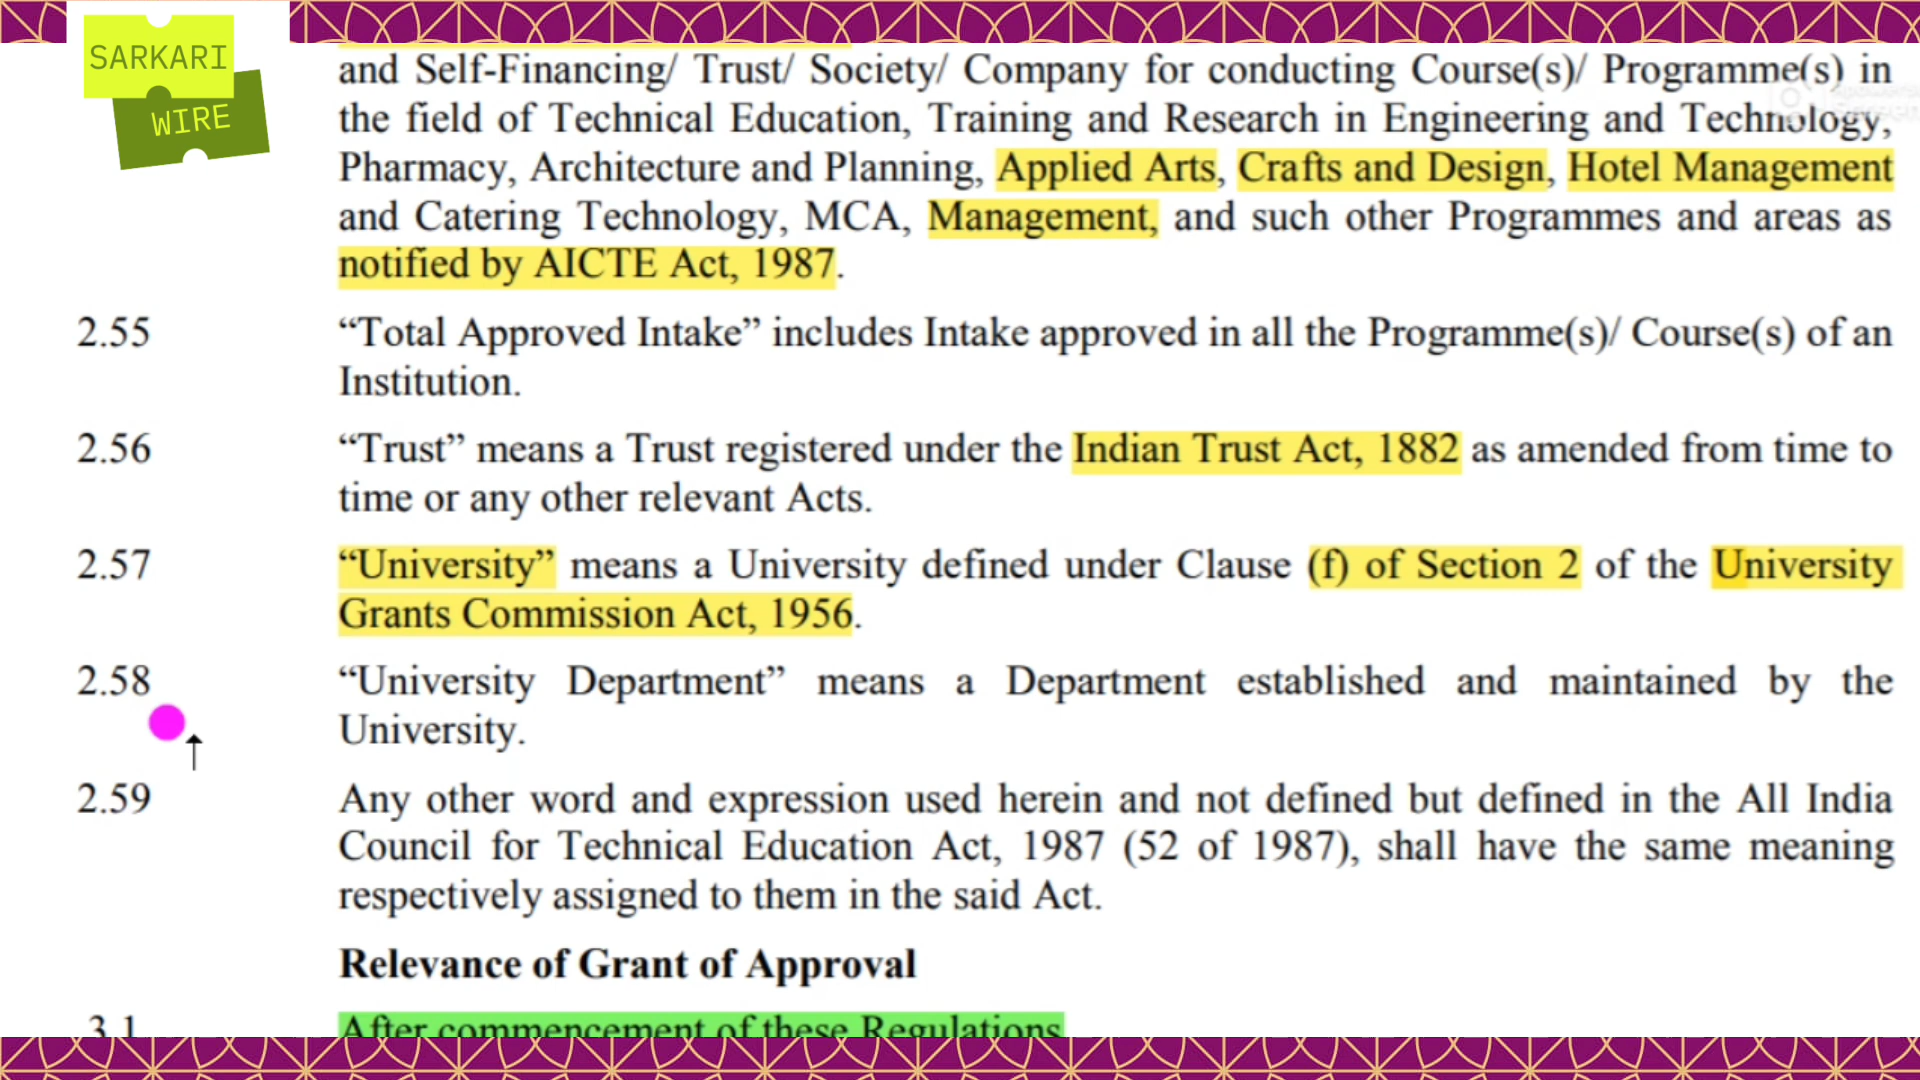 SARKARI
WIRE
and Self-Financing/ Trust/ Society/ Company for conducting Course(s)/ Programme(s) in
the field of Technical Education, Training and Research in Engineering and Technology,
Pharmacy, Architecture and Planning, Applied Arts, Crafts and Design, Hotel Management
and Catering Technology, MCA, Management, and such other Programmes and areas as
notified by AICTE Act, 1987.
2.55 “Total Approved Intake” includes Intake approved in all the Programme(s)/ Course(s) of an
Institution.
2.56 “Trust” means a Trust registered under the Indian Trust Act, 1882 as amended from time to
time or any other relevant Acts.
2.57 “University” means a University defined under Clause (f) of Section 2 of the University
Grants Commission Act, 1956.
2.58 “University Department” means a Department established and maintained by the
University.
2.59 Any other word and expression used herein and not defined but defined in the All India
Council for Technical Education Act, 1987 (52 of 1987), shall have the same meaning
respectively assigned to them in the said Act.
Relevance of Grant of Approval
3.1 After commencement of these Regulations